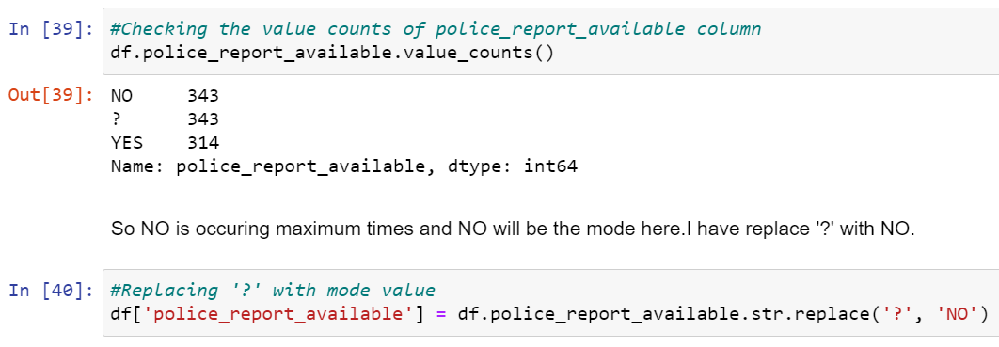 In [39]: #Checking the value counts of police_report_available column
df.police_report_available.value_counts()
Out[39]: NO     343
?      343
YES    314
Name: police_report_available, dtype: int64
So NO is occuring maximum times and NO will be the mode here.I have replace '?' with NO.
In [40]: #Replacing '?' with mode value
df['police_report_available'] = df.police_report_available.str.replace('?', 'NO')